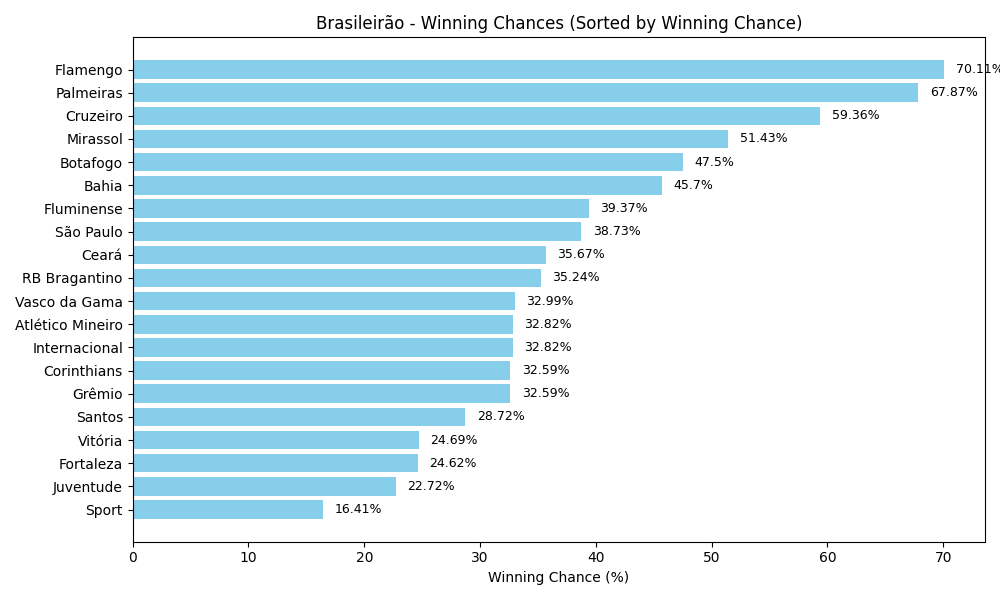 Brasileirão - Winning Chances (Sorted by Winning Chance)
Flamengo 70.11%
Palmeiras 67.87%
Cruzeiro 59.36%
Mirassol 51.43%
Botafogo 47.5%
Bahia 45.7%
Fluminense 39.37%
São Paulo 38.73%
Ceará 35.67%
RB Bragantino 35.24%
Vasco da Gama 32.99%
Atlético Mineiro 32.82%
Internacional 32.82%
Corinthians 32.59%
Grêmio 32.59%
Santos 28.72%
Vitória 24.69%
Fortaleza 24.62%
Juventude 22.72%
Sport 16.41%
0 10 20 30 40 50 60 70
Winning Chance (%)